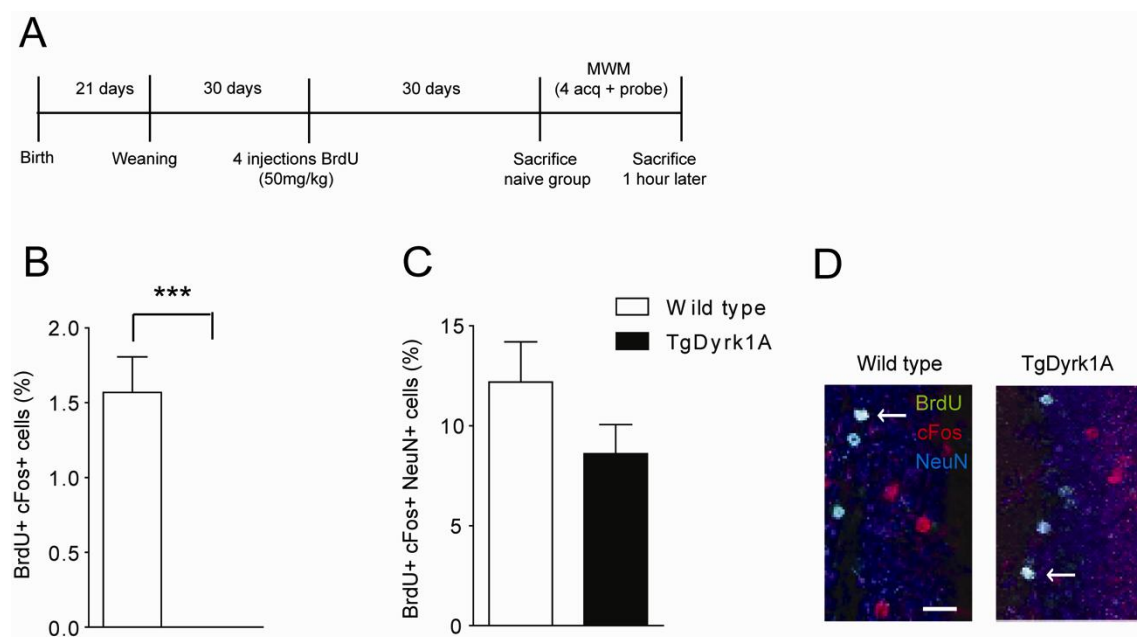 A
21 days
30 days
30 days
MWM
(4 acq + probe)
Birth
Weaning
4 injections BrdU
(50mg/kg)
Sacrifice
naive group
Sacrifice
1 hour later
B
***
BrdU+ cFos+ cells (%)
2.0
1.5
1.0
0.5
0.0
C
BrdU+ cFos+ NeuN+ cells (%)
15
10
5
0
Wild type
TgDyrk1A
D
Wild type
TgDyrk1A
BrdU
cFos
NeuN